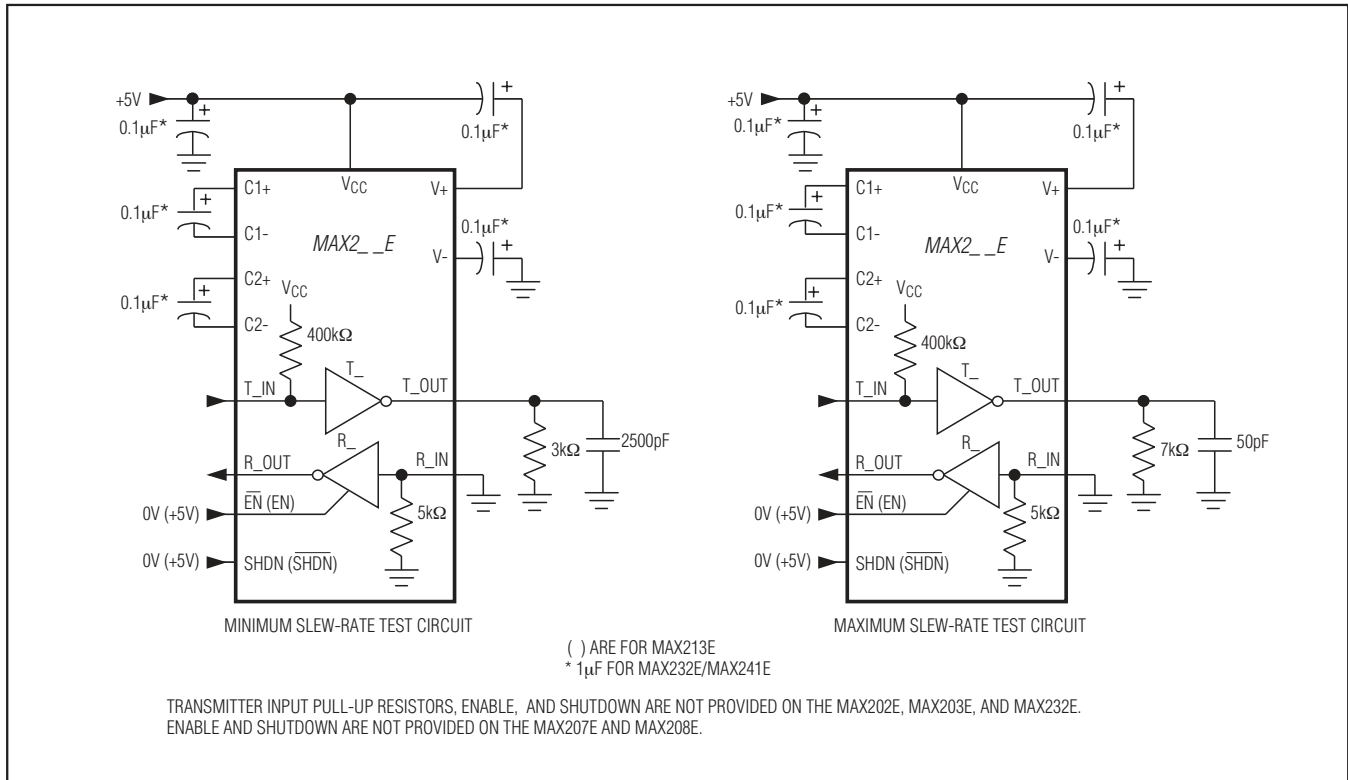 +5V
0.1μF*
0.1μF*
VCC
C1+
V+
0.1μF*
C1-
MAX2_ _E
0.1μF*
V-
C2+
0.1μF*
VCC
C2-
400kΩ
T_
T_IN
T_OUT
3kΩ
2500pF
R_
R_OUT
R_IN
E̅N̅ (EN)
0V (+5V)
5kΩ
0V (+5V)
SHDN (S̅H̅D̅N̅)
MINIMUM SLEW-RATE TEST CIRCUIT
+5V
0.1μF*
0.1μF*
VCC
C1+
V+
0.1μF*
C1-
MAX2_ _E
0.1μF*
V-
C2+
0.1μF*
VCC
C2-
400kΩ
T_
T_IN
T_OUT
7kΩ
50pF
R_
R_OUT
R_IN
E̅N̅ (EN)
0V (+5V)
5kΩ
0V (+5V)
SHDN (S̅H̅D̅N̅)
MAXIMUM SLEW-RATE TEST CIRCUIT
( ) ARE FOR MAX213E
* 1μF FOR MAX232E/MAX241E
TRANSMITTER INPUT PULL-UP RESISTORS, ENABLE, AND SHUTDOWN ARE NOT PROVIDED ON THE MAX202E, MAX203E, AND MAX232E.
ENABLE AND SHUTDOWN ARE NOT PROVIDED ON THE MAX207E AND MAX208E.